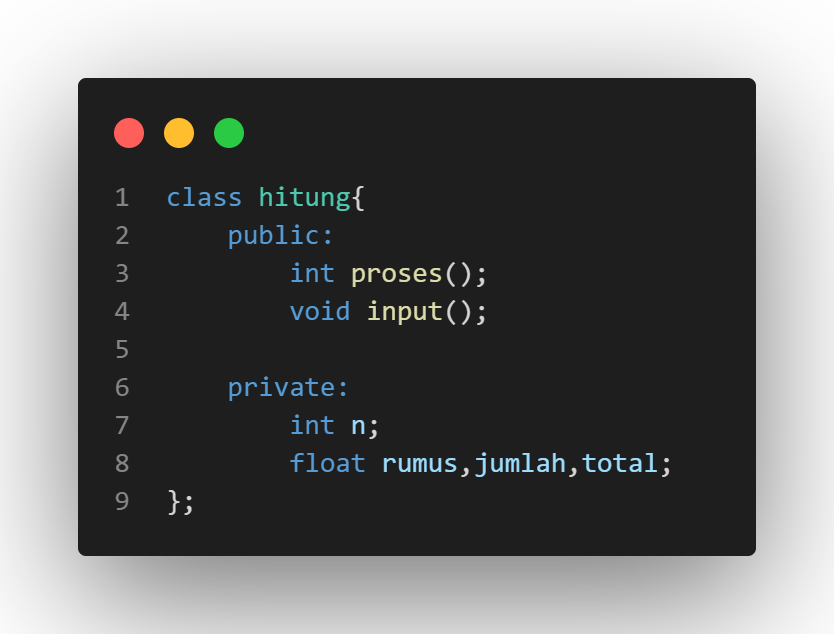 1 class hitung{
2     public:
3         int proses();
4         void input();
5
6     private:
7         int n;
8         float rumus,jumlah,total;
9 };